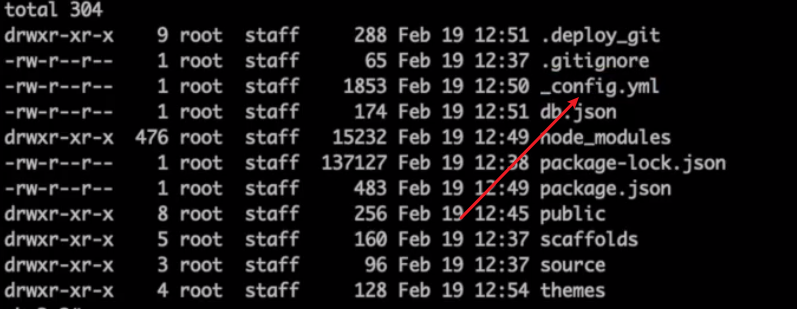 total 304
drwxr-xr-x 9 root staff 288 Feb 19 12:51 .deploy_git
-rw-r--r-- 1 root staff 65 Feb 19 12:37 .gitignore
-rw-r--r-- 1 root staff 1853 Feb 19 12:50 _config.yml
-rw-r--r-- 1 root staff 174 Feb 19 12:51 db.json
drwxr-xr-x 476 root staff 15232 Feb 19 12:49 node_modules
-rw-r--r-- 1 root staff 137127 Feb 19 12:38 package-lock.json
-rw-r--r-- 1 root staff 483 Feb 19 12:49 package.json
drwxr-xr-x 8 root staff 256 Feb 19 12:45 public
drwxr-xr-x 5 root staff 160 Feb 19 12:37 scaffolds
drwxr-xr-x 3 root staff 96 Feb 19 12:37 source
drwxr-xr-x 4 root staff 128 Feb 19 12:54 themes